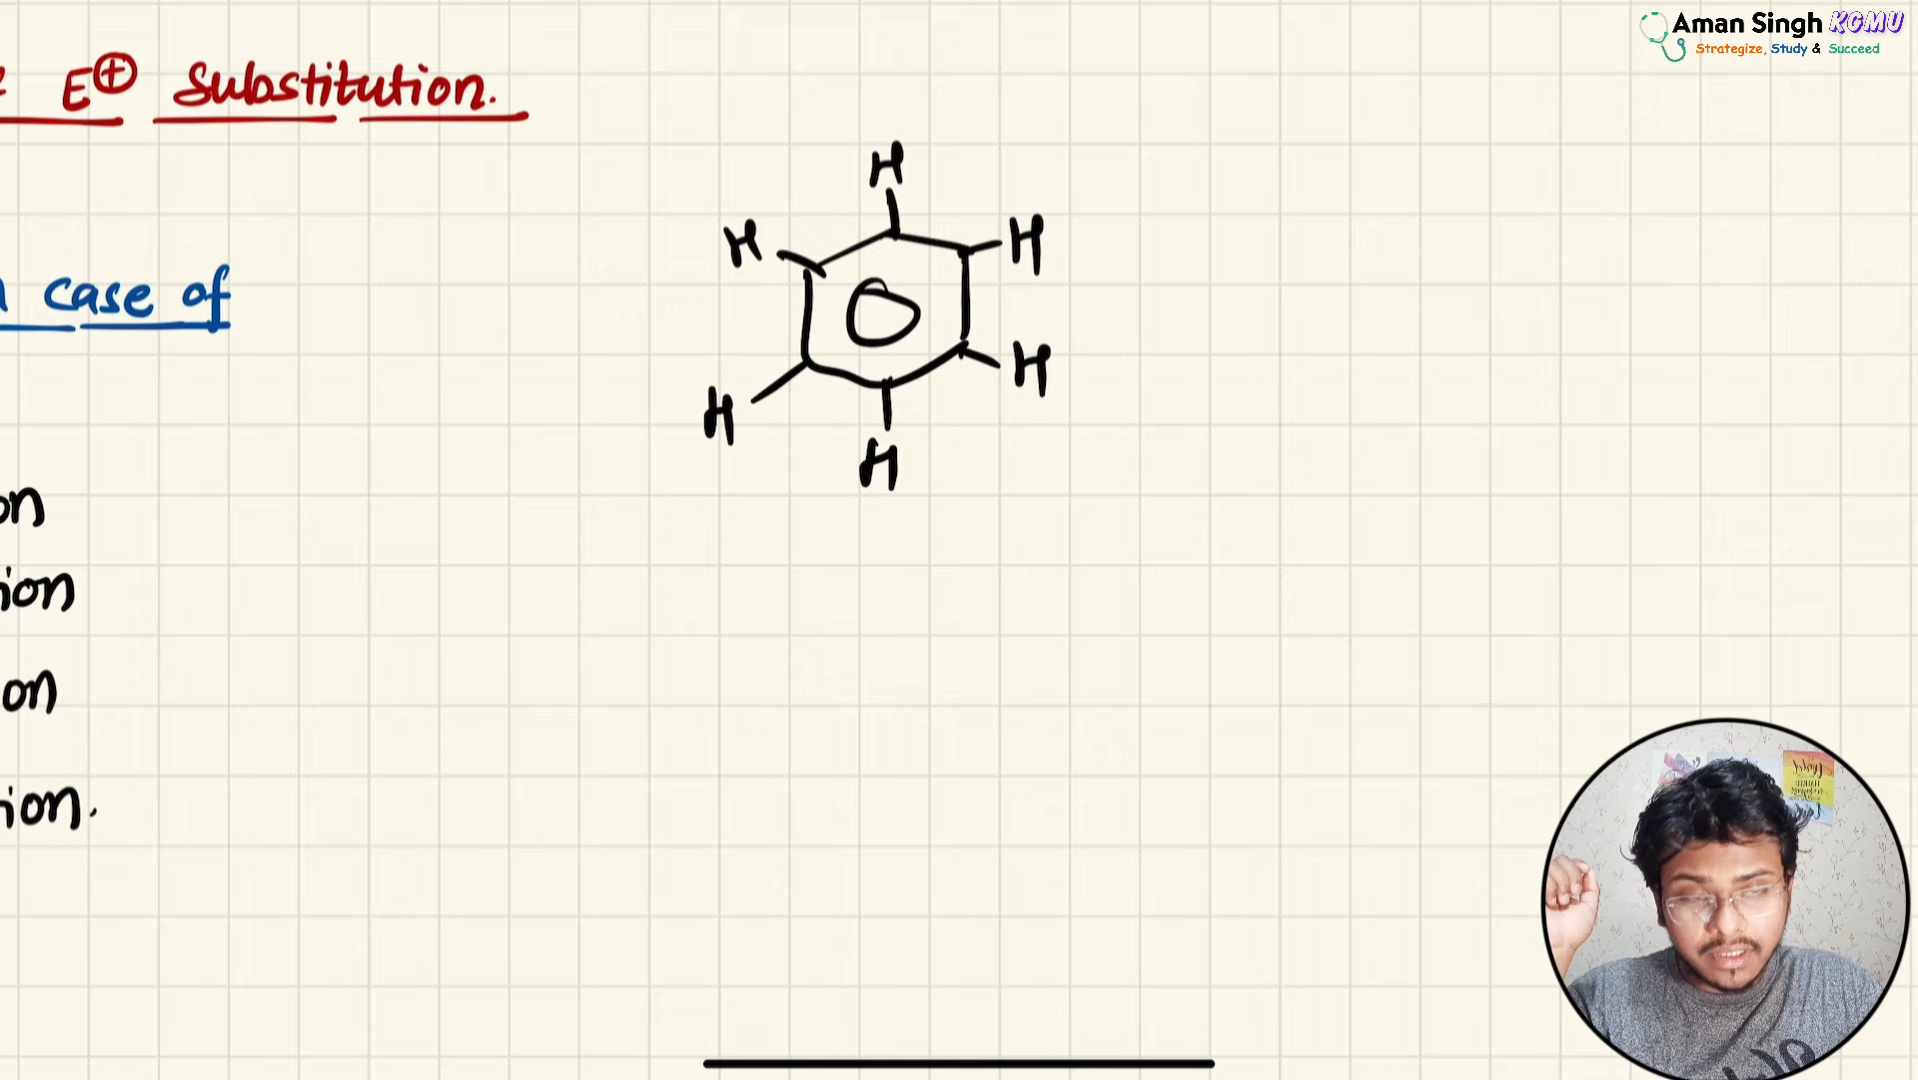 Aman Singh KGMU
Strategize, Study & Succeed
E⊕ Substitution.
H
H
H
case of
H
H
H
on
ion
on
ion.